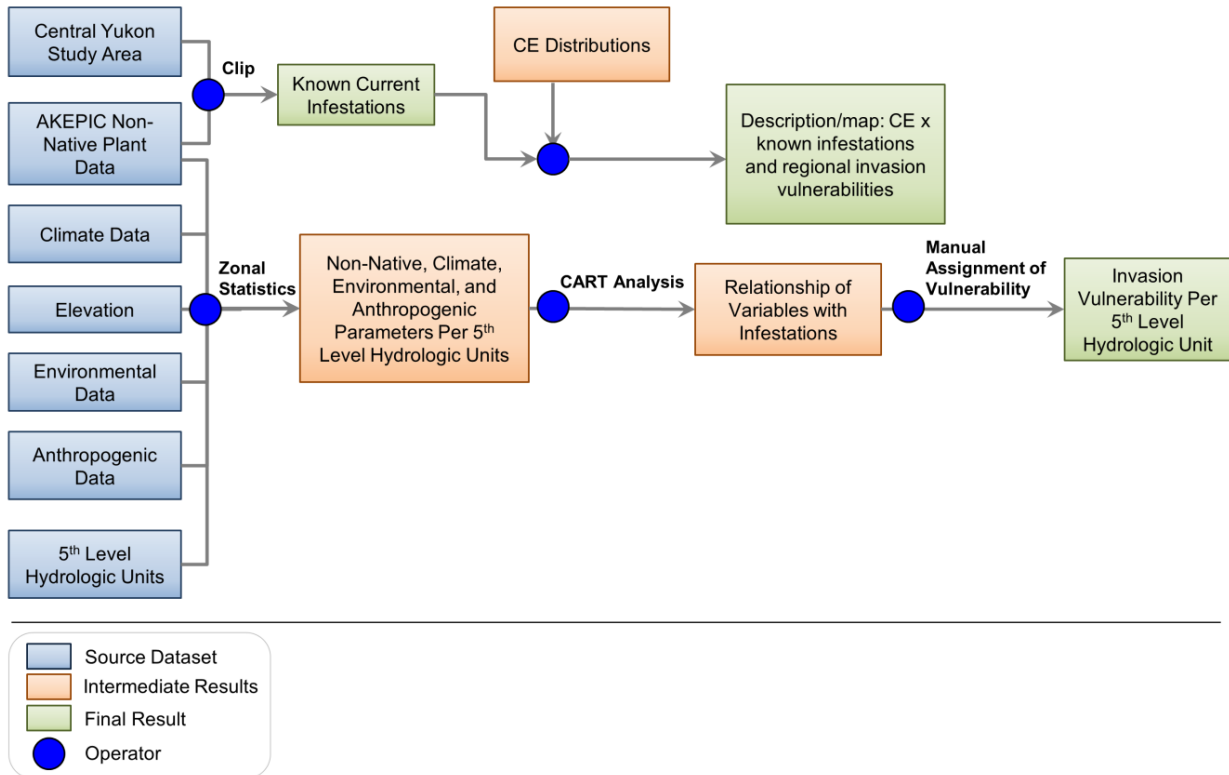 Central Yukon
Study Area
AKEPIC Non-
Native Plant
Data
Climate Data
Elevation
Environmental
Data
Anthropogenic
Data
5th Level
Hydrologic Units
Clip
Known Current
Infestations
CE Distributions
Description/map: CE x
known infestations
and regional invasion
vulnerabilities
Zonal
Statistics
Non-Native, Climate,
Environmental, and
Anthropogenic
Parameters Per 5th
Level Hydrologic Units
CART Analysis
Relationship of
Variables with
Infestations
Manual
Assignment of
Vulnerability
Invasion
Vulnerability Per
5th Level
Hydrologic Unit
Source Dataset
Intermediate Results
Final Result
Operator